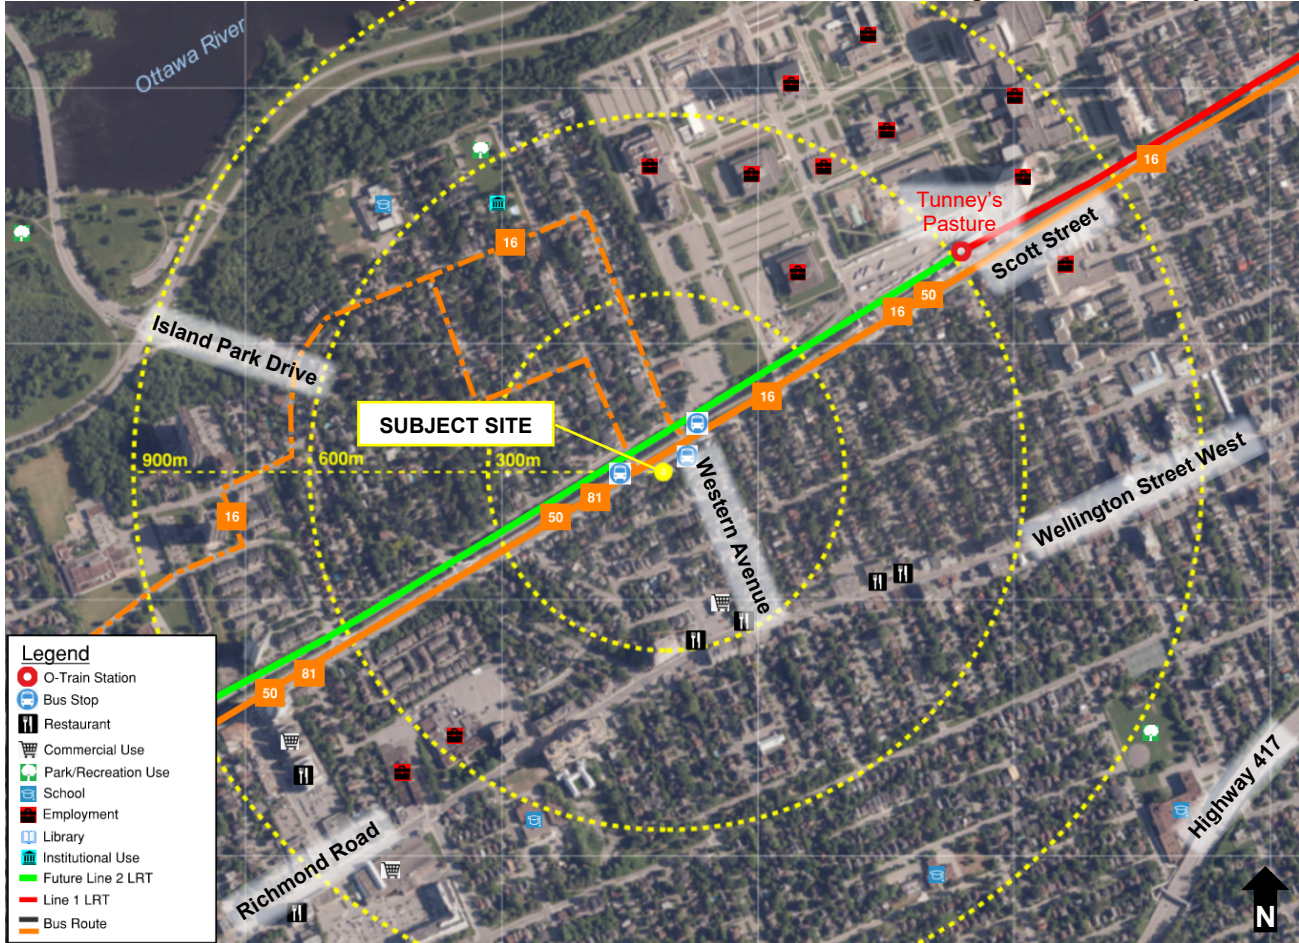 Ottawa River
16
Tunney's
Pasture
Scott Street
16
50
16
Island Park Drive
16
SUBJECT SITE
900m
600m
300m
Western Avenue
Wellington Street West
81
50
16
81
50
Richmond Road
Highway 417
N
Legend
O-Train Station
Bus Stop
Restaurant
Commercial Use
Park/Recreation Use
School
Employment
Library
Institutional Use
Future Line 2 LRT
Line 1 LRT
Bus Route